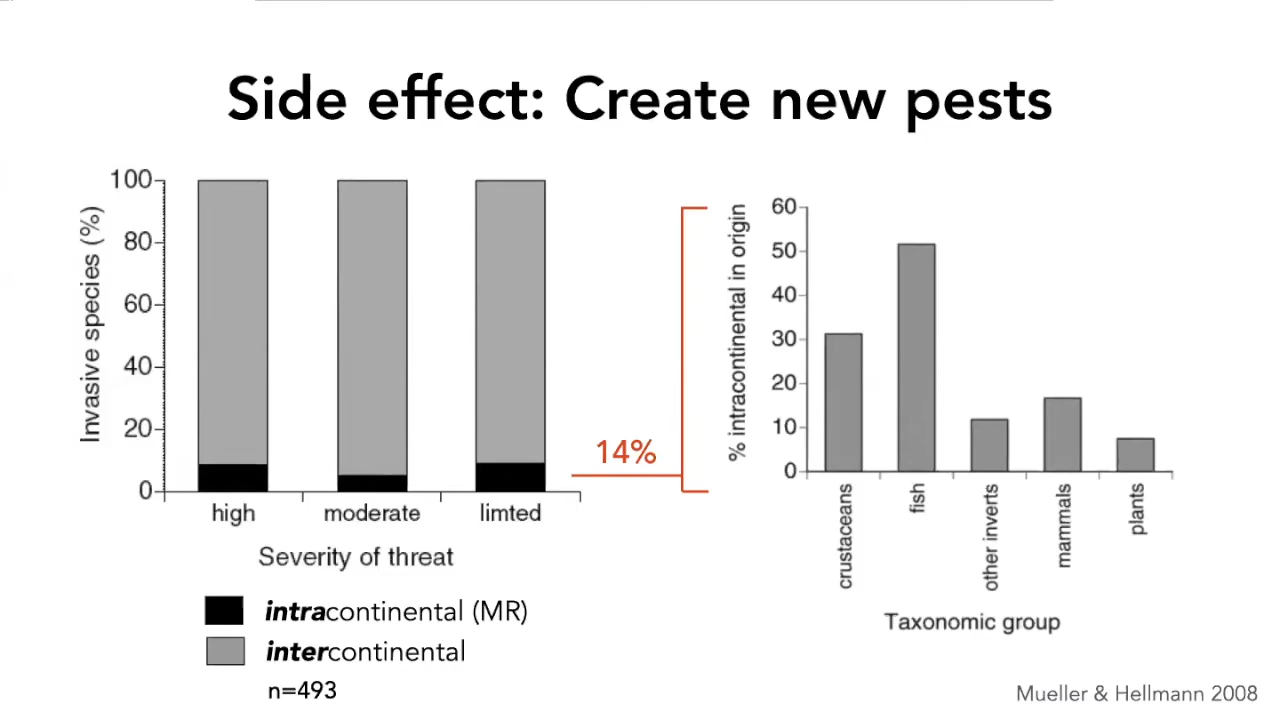 Side effect: Create new pests
Invasive species (%)
100
80
60
40
20
0
high moderate limted
Severity of threat
intracontinental (MR)
intercontinental
n=493
14%
% intracontinental in origin
60
50
40
30
20
10
0
crustaceans
fish
other inverts
mammals
plants
Taxonomic group
Mueller & Hellmann 2008